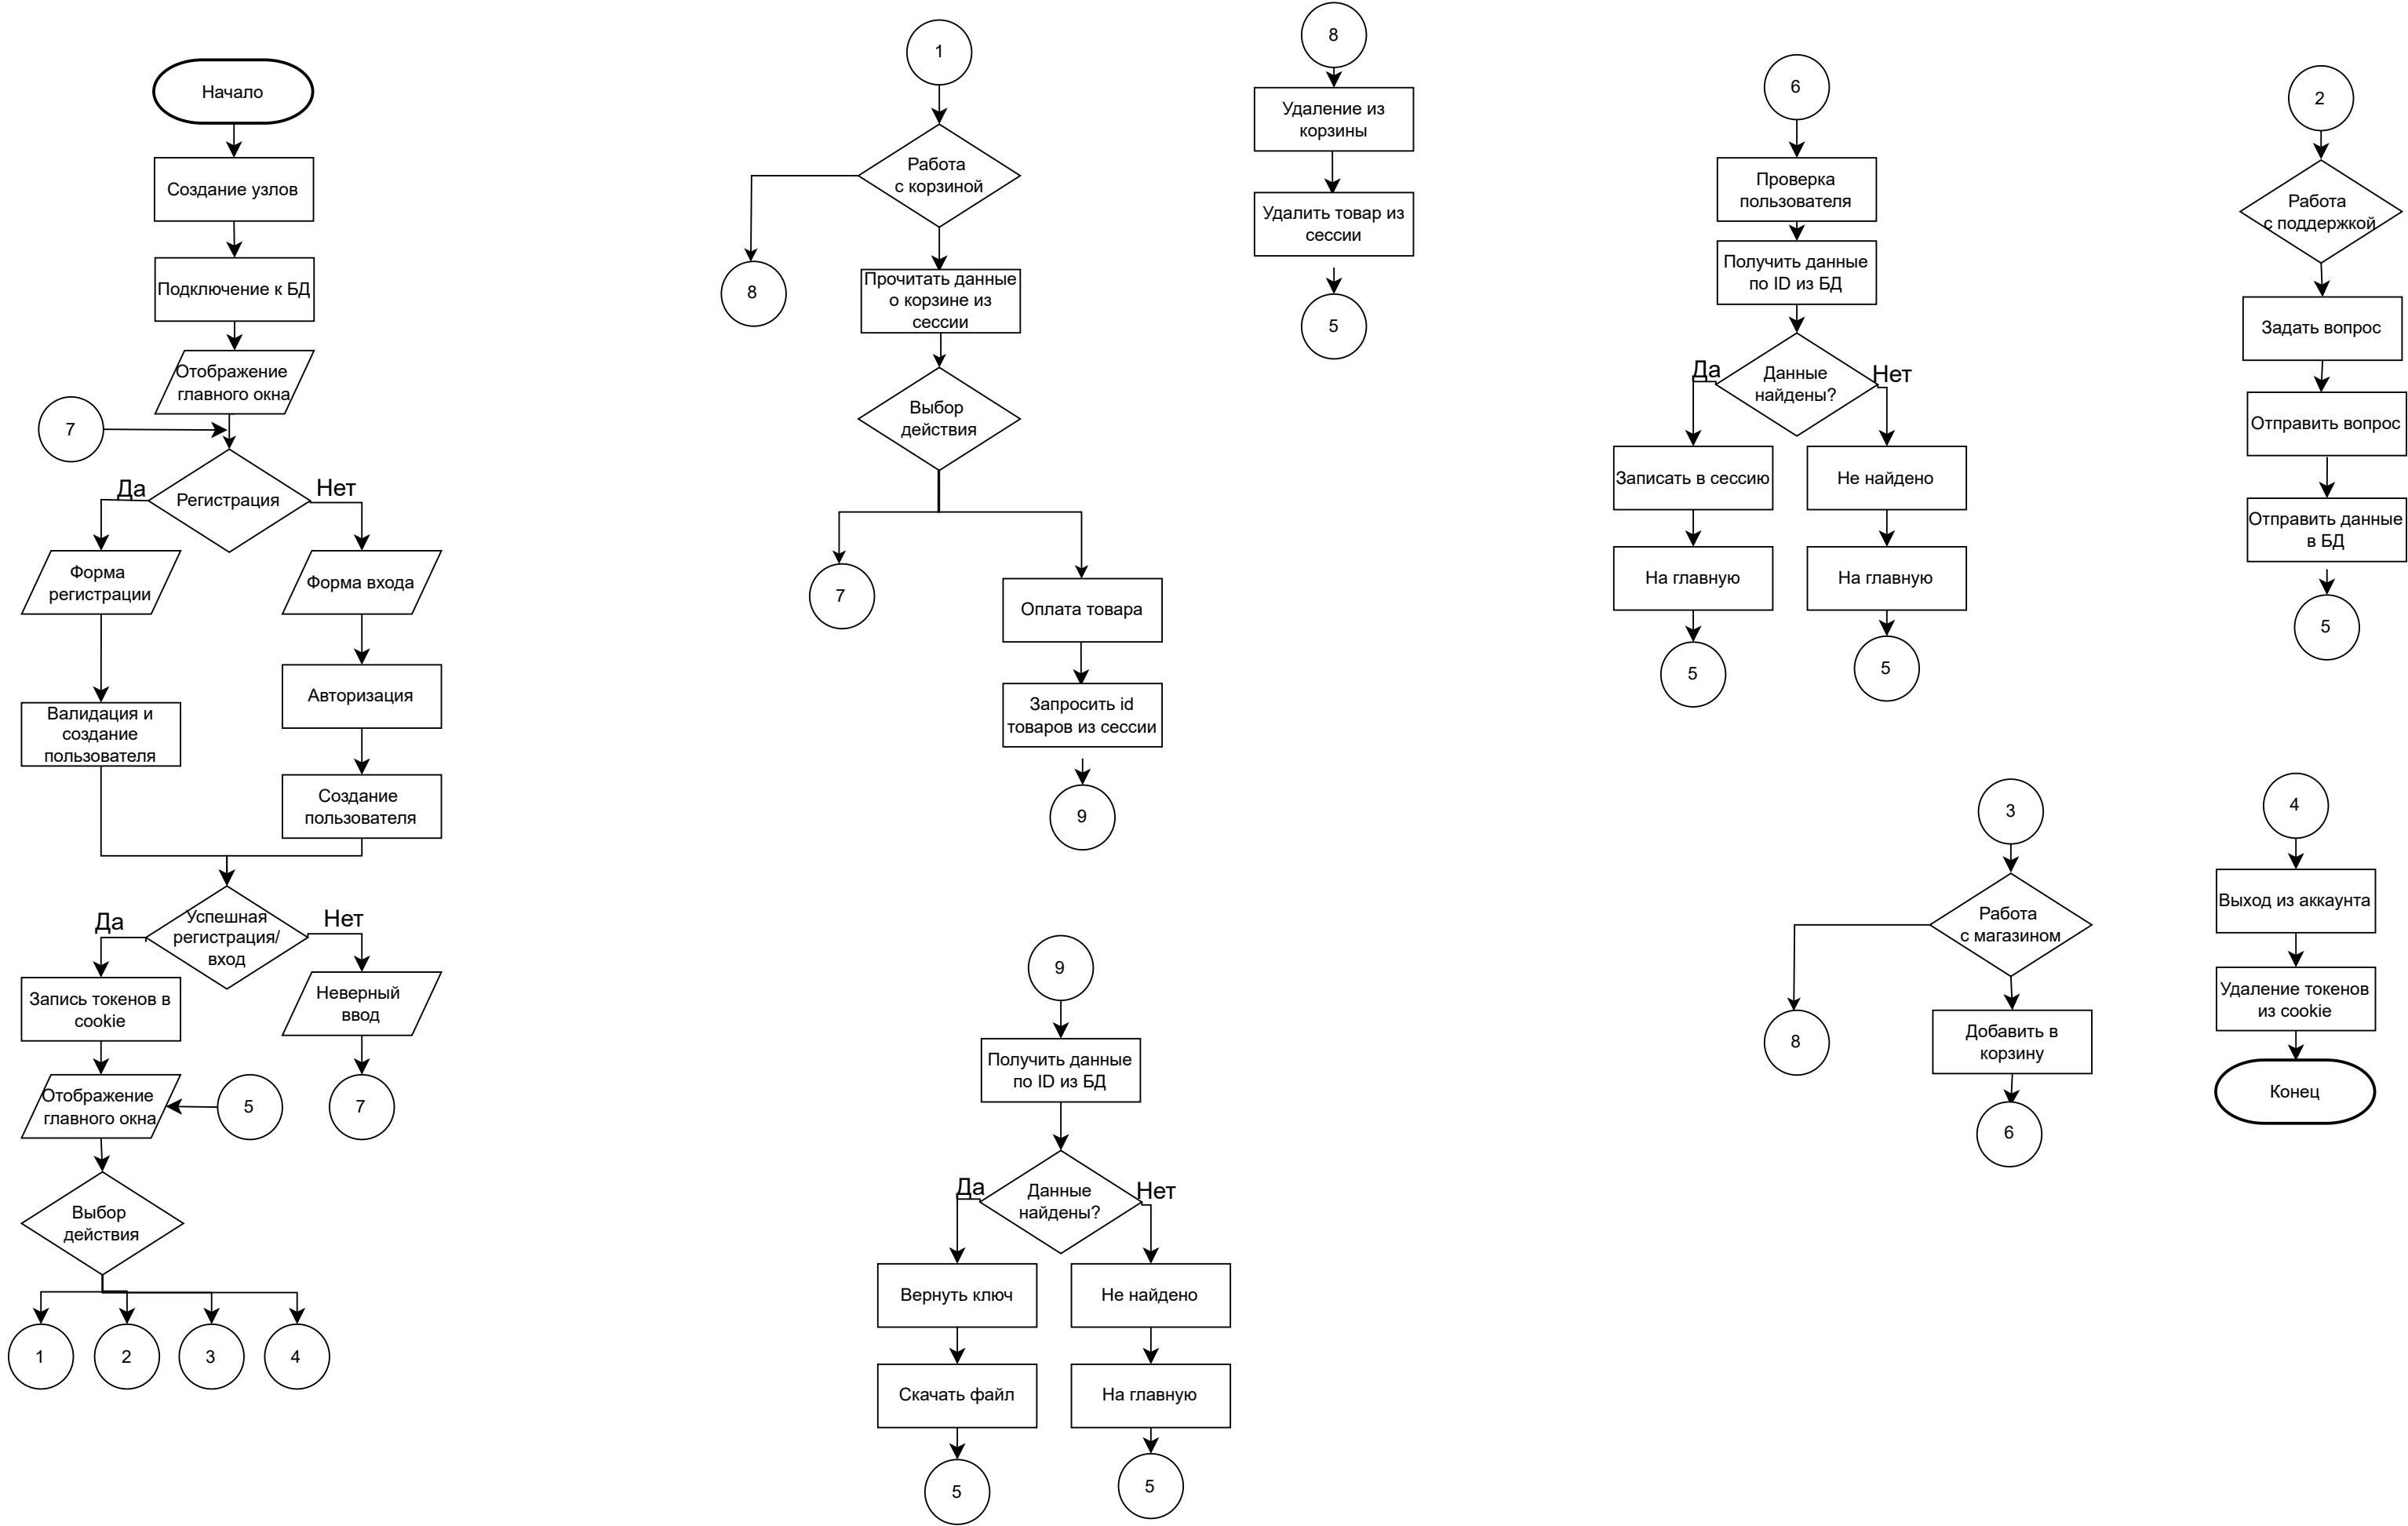 Начало
Создание узлов
Подключение к БД
Отображение
главного окна
7
Да
Нет
Регистрация
Форма
регистрации
Форма входа
Авторизация
Валидация и
создание
пользователя
Создание
пользователя
Да
Нет
Успешная
регистрация/
вход
Запись токенов в
cookie
Неверный
ввод
Отображение
главного окна
5
7
Выбор
действия
1
2
3
4
1
Работа
с корзиной
8
Прочитать данные
о корзине из
сессии
Выбор
действия
7
Оплата товара
Запросить id
товаров из сессии
9
9
Получить данные
по ID из БД
Да
Нет
Данные
найдены?
Вернуть ключ
Не найдено
Скачать файл
На главную
5
5
8
Удаление из
корзины
Удалить товар из
сессии
5
6
Проверка
пользователя
Получить данные
по ID из БД
Да
Нет
Данные
найдены?
Записать в сессию
Не найдено
На главную
На главную
5
5
2
Работа
с поддержкой
Задать вопрос
Отправить вопрос
Отправить данные
в БД
5
3
Работа
с магазином
8
Добавить в
корзину
6
4
Выход из аккаунта
Удаление токенов
из cookie
Конец